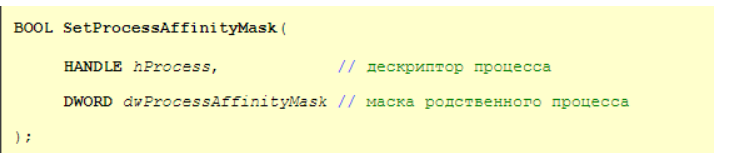 BOOL SetProcessAffinityMask(
HANDLE hProcess, // дескриптор процесса
DWORD dwProcessAffinityMask // маска родственного процесса
);